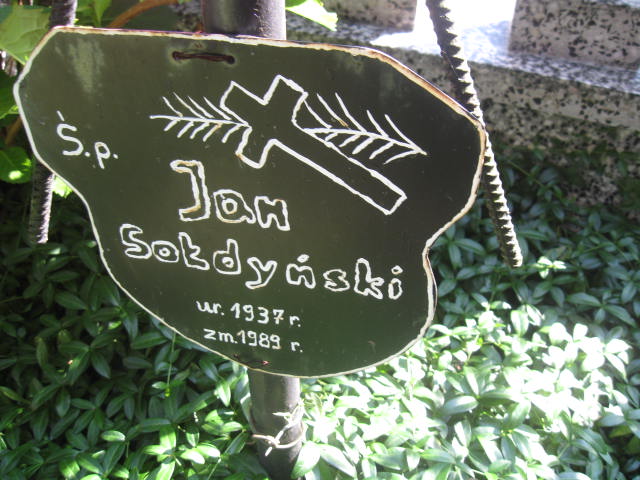 Ś.p.
Jan
Sołdyński
ur. 1937 r.
zm. 1989 r.